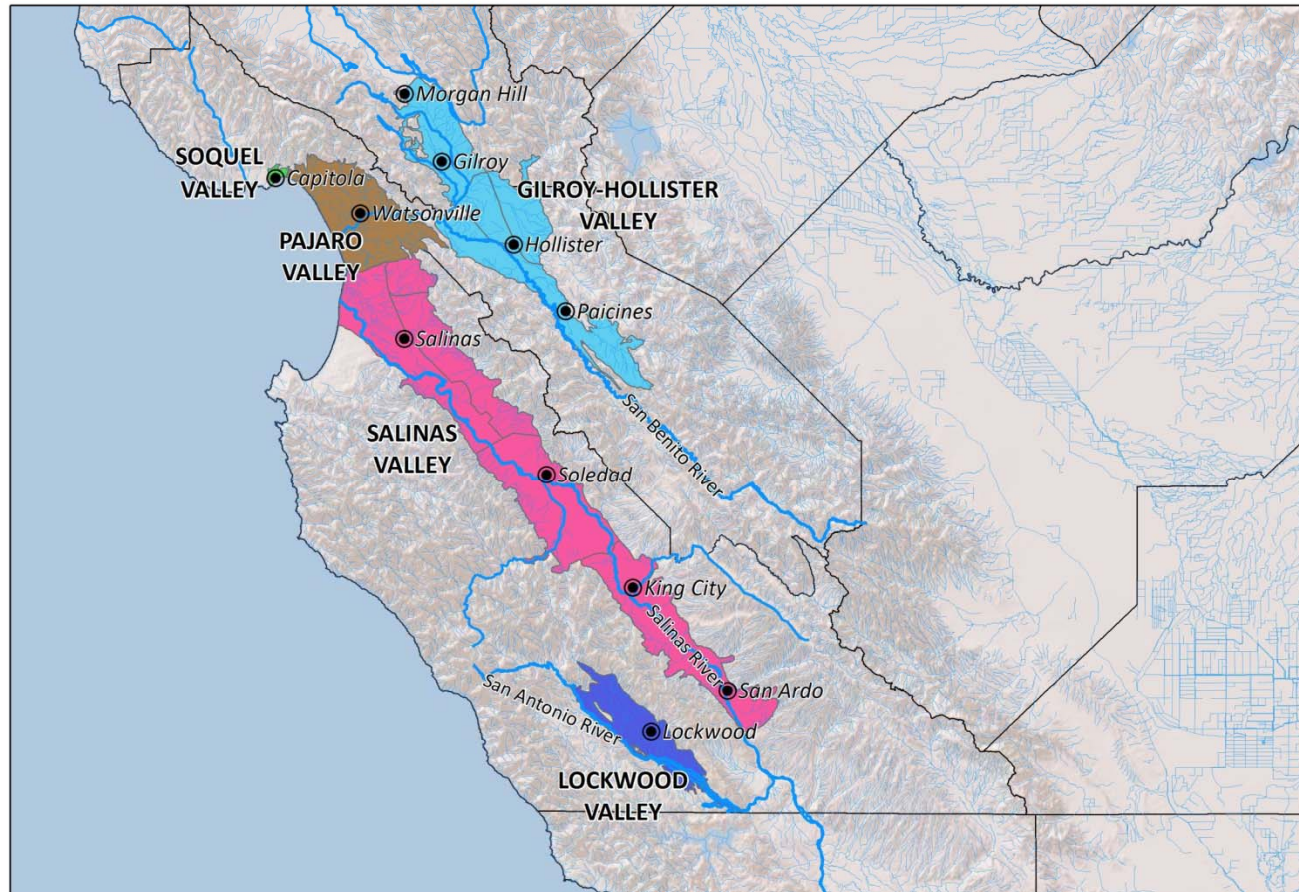 Morgan Hill
SOQUEL
VALLEY
Capitola
Gilroy
GILROY-HOLLISTER
VALLEY
Watsonville
PAJARO
VALLEY
Hollister
Paicines
Salinas
San Benito River
SALINAS
VALLEY
Soledad
King City
Salinas River
San Ardo
San Antonio River
Lockwood
LOCKWOOD
VALLEY